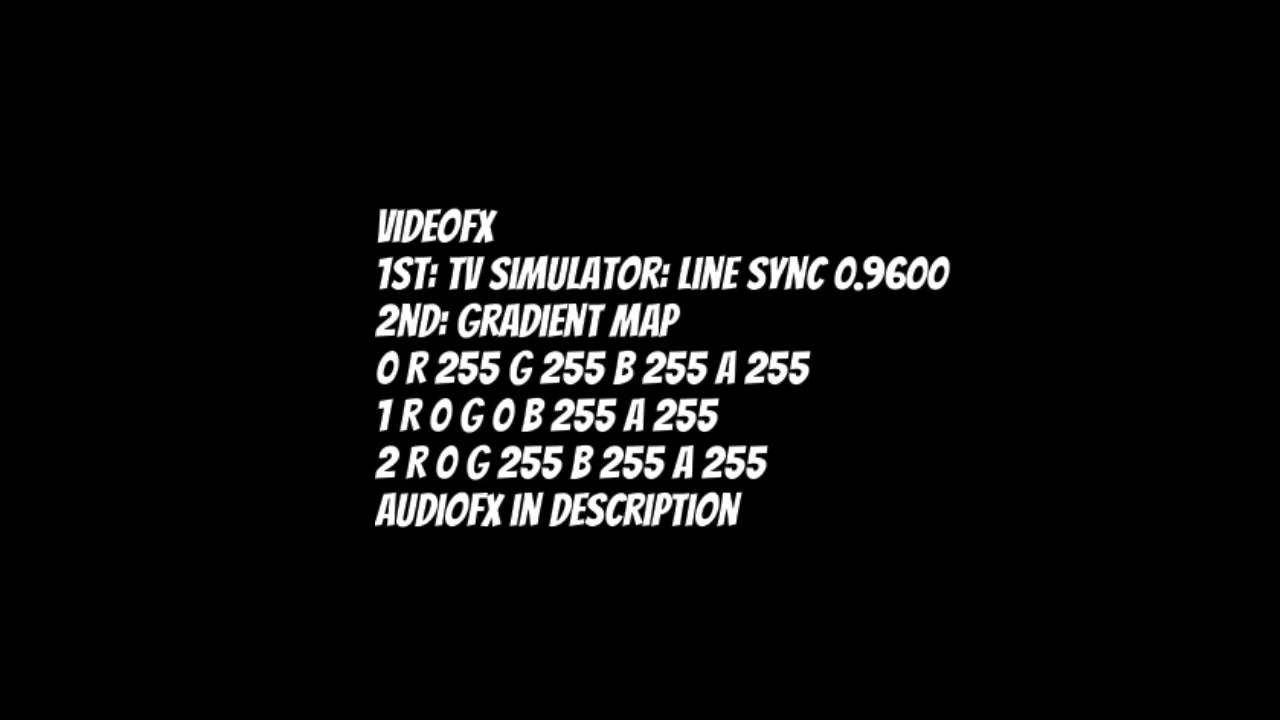 VIDEOFX
1ST: TV SIMULATOR: LINE SYNC 0.9600
2ND: GRADIENT MAP
0 R 255 G 255 B 255 A 255
1 R 0 G 0 B 255 A 255
2 R 0 G 255 B 255 A 255
AUDIOFX IN DESCRIPTION